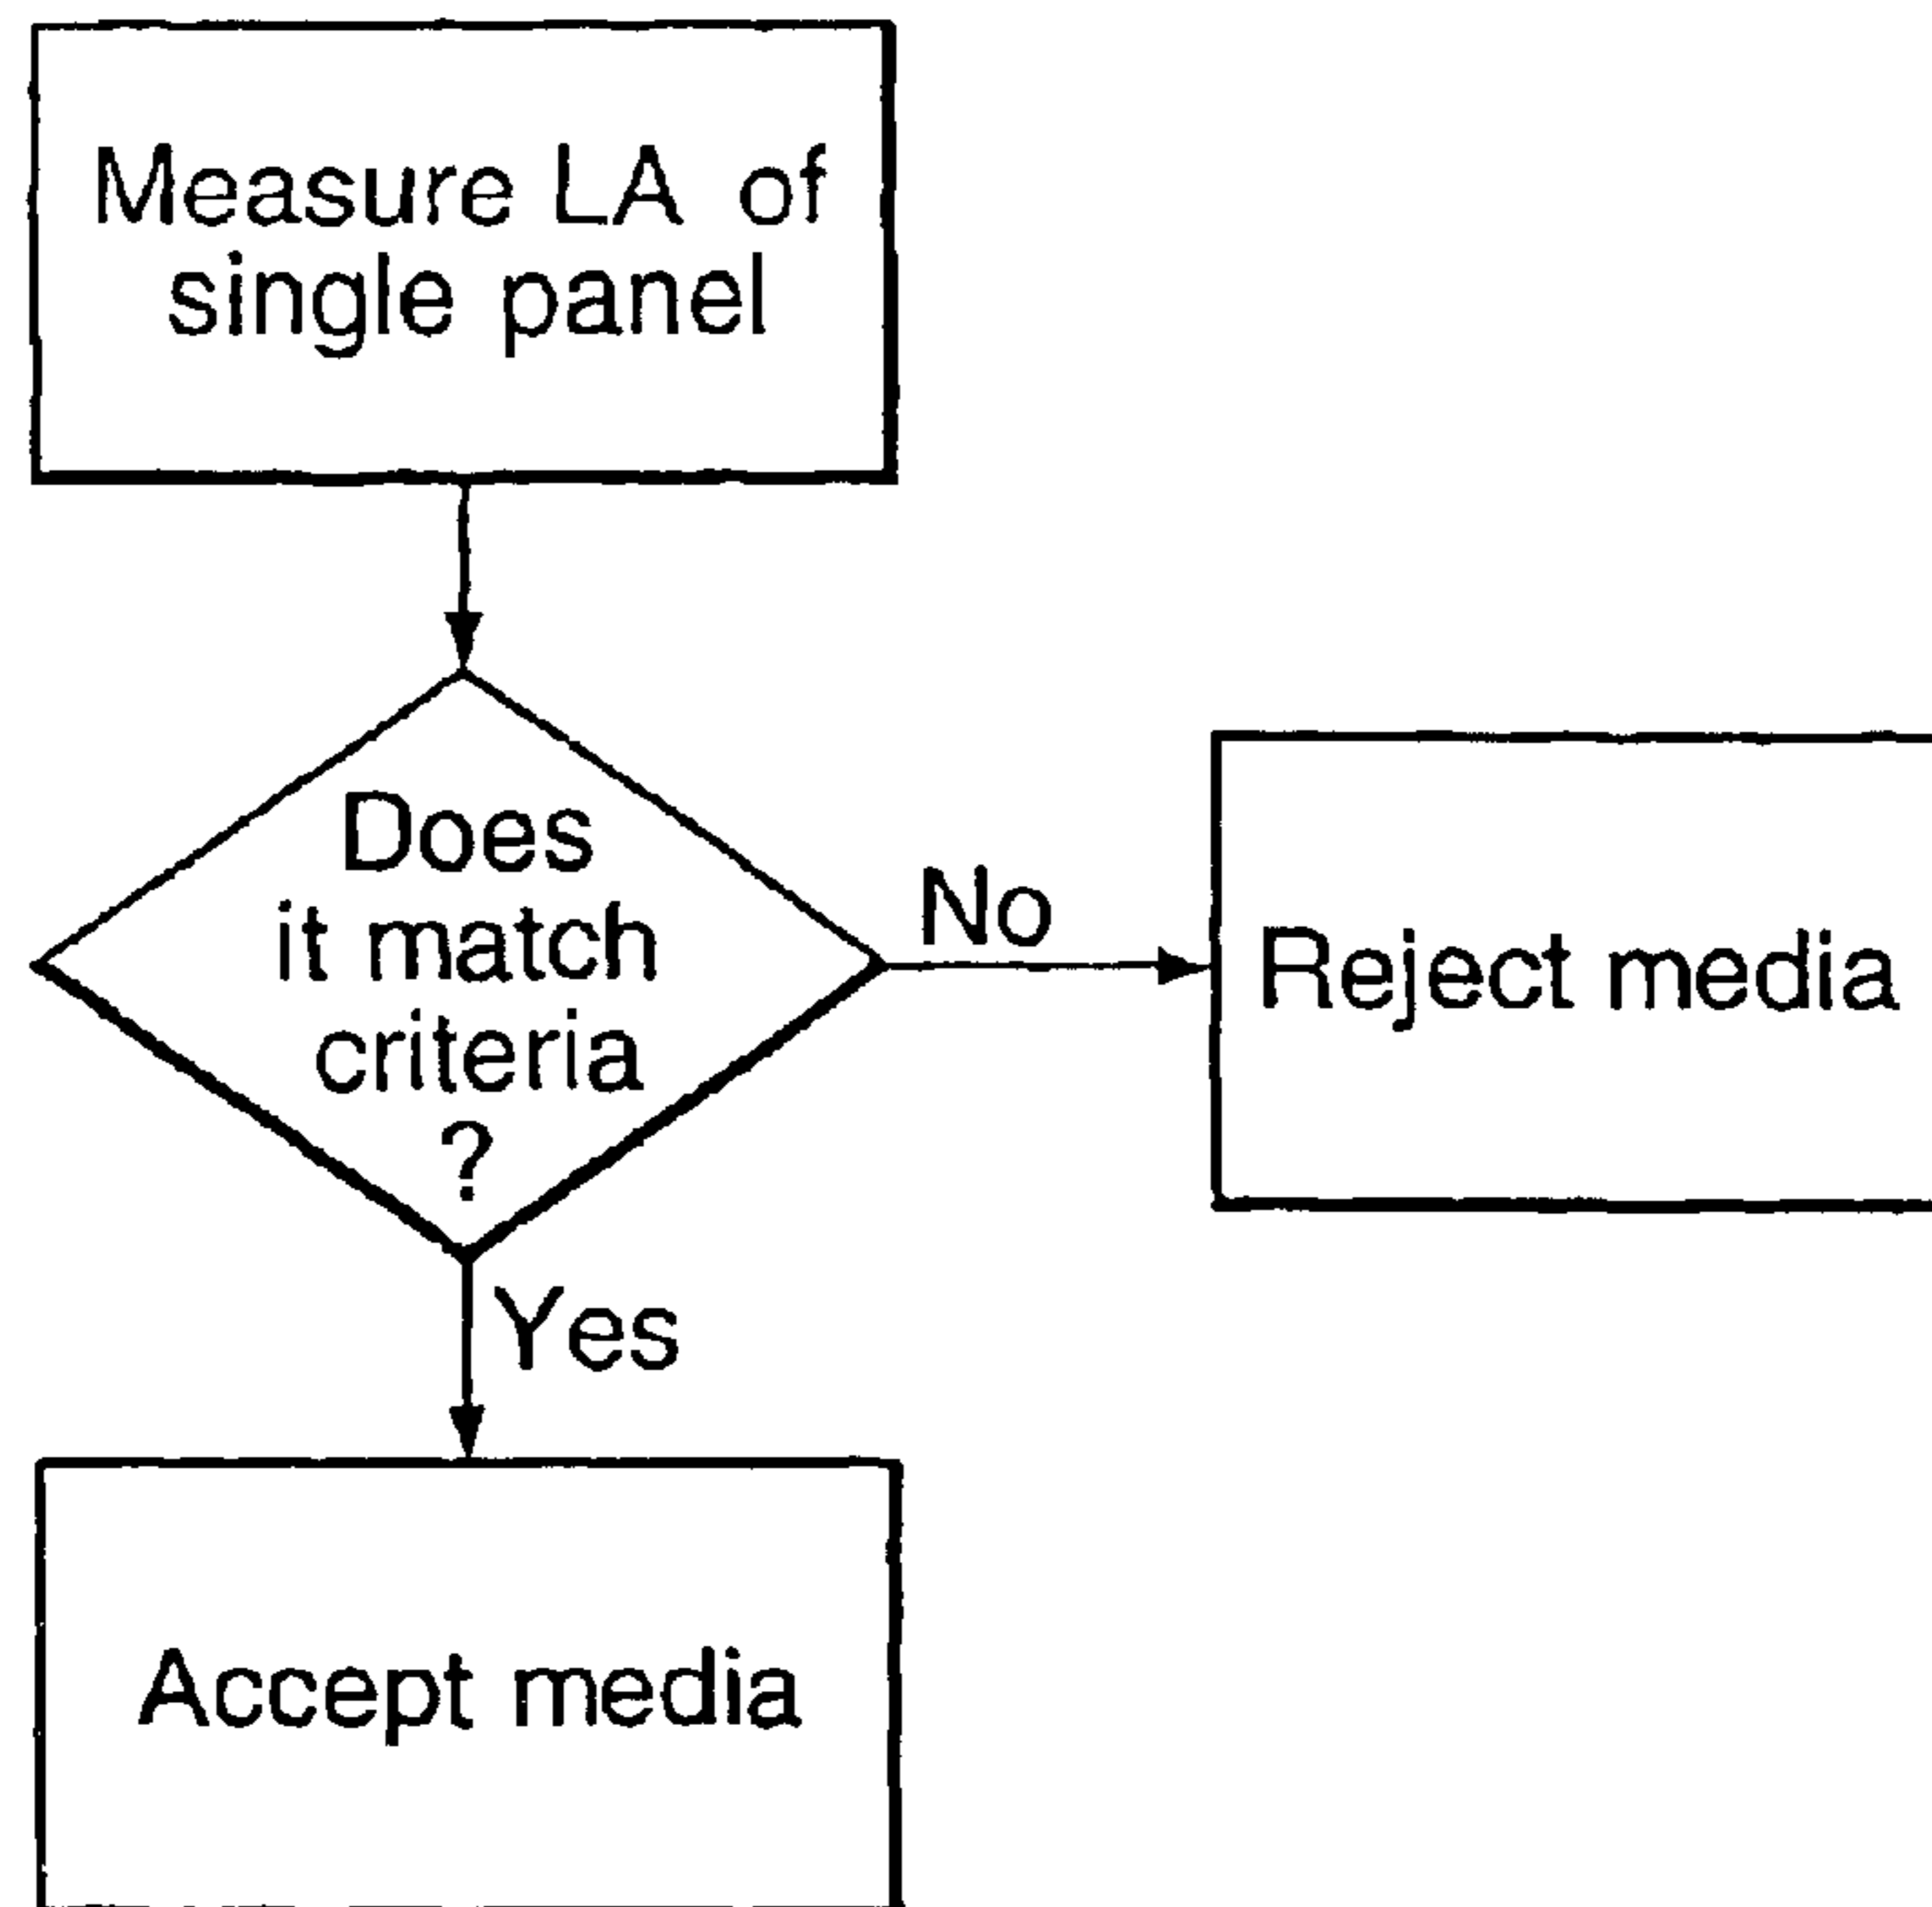 Measure LA of
single panel
Does
it match
criteria
?
No
Reject media
Yes
Accept media